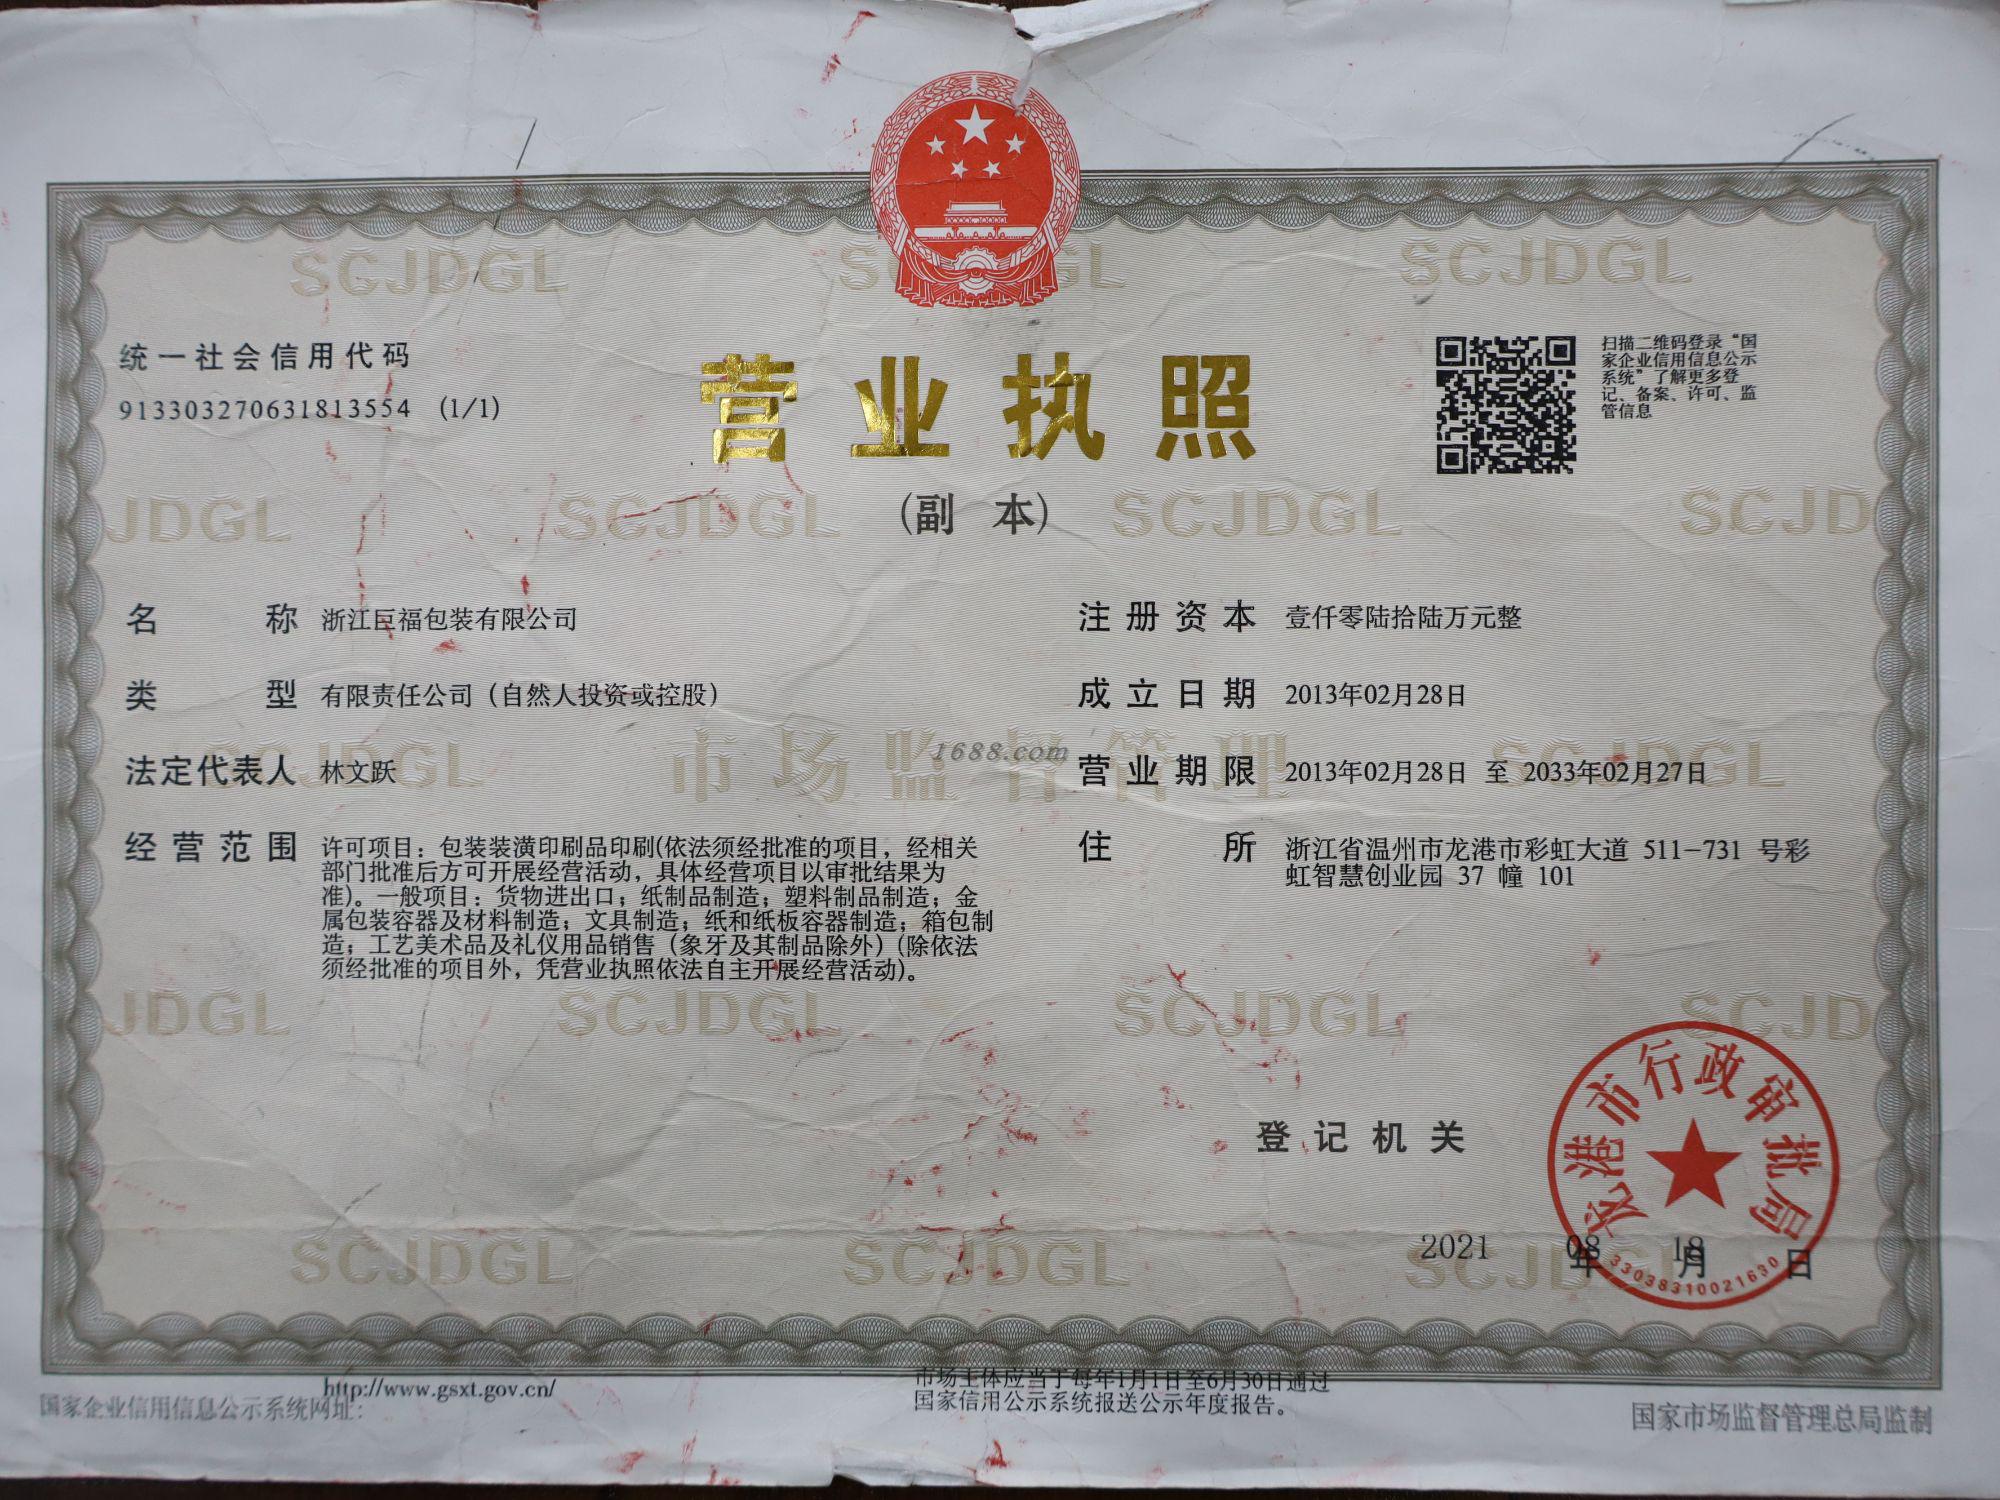 统一社会信用代码
913303270631813554 (1/1)
营业执照
(副 本)
扫描二维码登录“国
家企业信用信息公示
系统”了解更多登
记、备案、许可、监
管信息
名称 浙江巨福包装有限公司
类型 有限责任公司（自然人投资或控股）
法定代表人 林文跃
经营范围 许可项目：包装装潢印刷品印刷(依法须经批准的项目，经相关
部门批准后方可开展经营活动，具体经营项目以审批结果为
准)。一般项目：货物进出口；纸制品制造；塑料制品制造；金
属包装容器及材料制造；文具制造；纸和纸板容器制造；箱包制
造；工艺美术品及礼仪用品销售（象牙及其制品除外）(除依法
须经批准的项目外，凭营业执照依法自主开展经营活动)。
注册资本 壹仟零陆拾陆万元整
成立日期 2013年02月28日
营业期限 2013年02月28日 至 2033年02月27日
住所 浙江省温州市龙港市彩虹大道 511-731 号彩
虹智慧创业园 37 幢 101
市场监督管理
1688.com
SCJDGL
登记机关
龙港市行政审批局
33038310021630
2021年08月18日
http://www.gsxt.gov.cn/
国家企业信用信息公示系统网址：
市场主体应当于每年1月1日至6月30日通过
国家信用公示系统报送公示年度报告。
国家市场监督管理总局监制